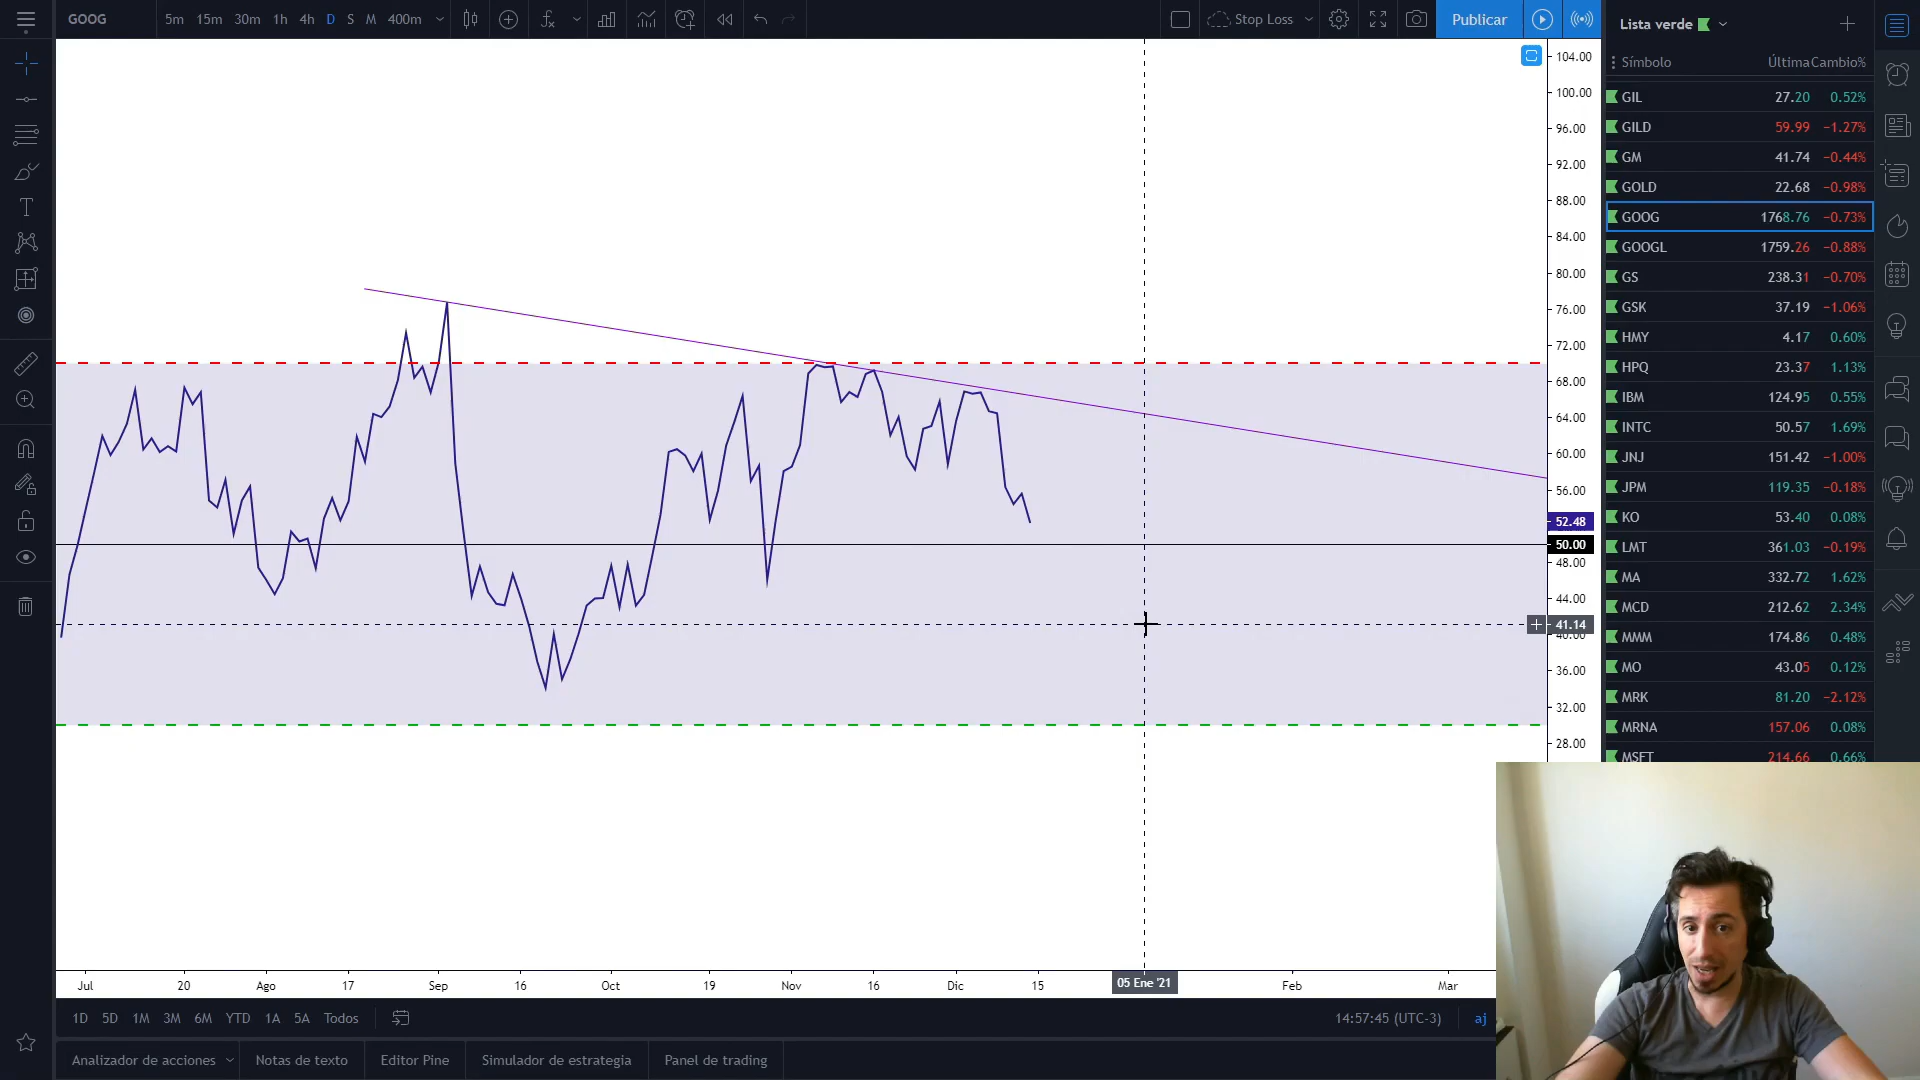 GOOG 5m 15m 30m 1h 4h D S M 400m Stop Loss Publicar
Lista verde
Símbolo Última Cambio%
GIL 27.20 0.52%
GILD 59.99 −1.27%
GM 41.74 −0.44%
GOLD 22.68 −0.98%
GOOG 1768.76 −0.73%
GOOGL 1759.26 −0.88%
GS 238.31 −0.70%
GSK 37.19 −1.06%
HMY 4.17 0.60%
HPQ 23.37 1.13%
IBM 124.95 0.55%
INTC 50.57 1.69%
JNJ 151.42 −1.00%
JPM 119.35 −0.18%
KO 53.40 0.08%
LMT 361.03 −0.19%
MA 332.72 1.62%
MCD 212.62 2.34%
MMM 174.86 0.48%
MO 43.05 0.12%
MRK 81.20 −2.12%
MRNA 157.06 0.08%
MSFT 214.66 0.66%
104.00
100.00
96.00
92.00
88.00
84.00
80.00
76.00
72.00
68.00
64.00
60.00
56.00
52.48
50.00
48.00
44.00
41.14
40.00
36.00
32.00
28.00
Jul 20 Ago 17 Sep 16 Oct 19 Nov 16 Dic 15 05 Ene '21 Feb Mar
1D 5D 1M 3M 6M YTD 1A 5A Todos 14:57:45 (UTC-3) aj
Analizador de acciones Notas de texto Editor Pine Simulador de estrategia Panel de trading